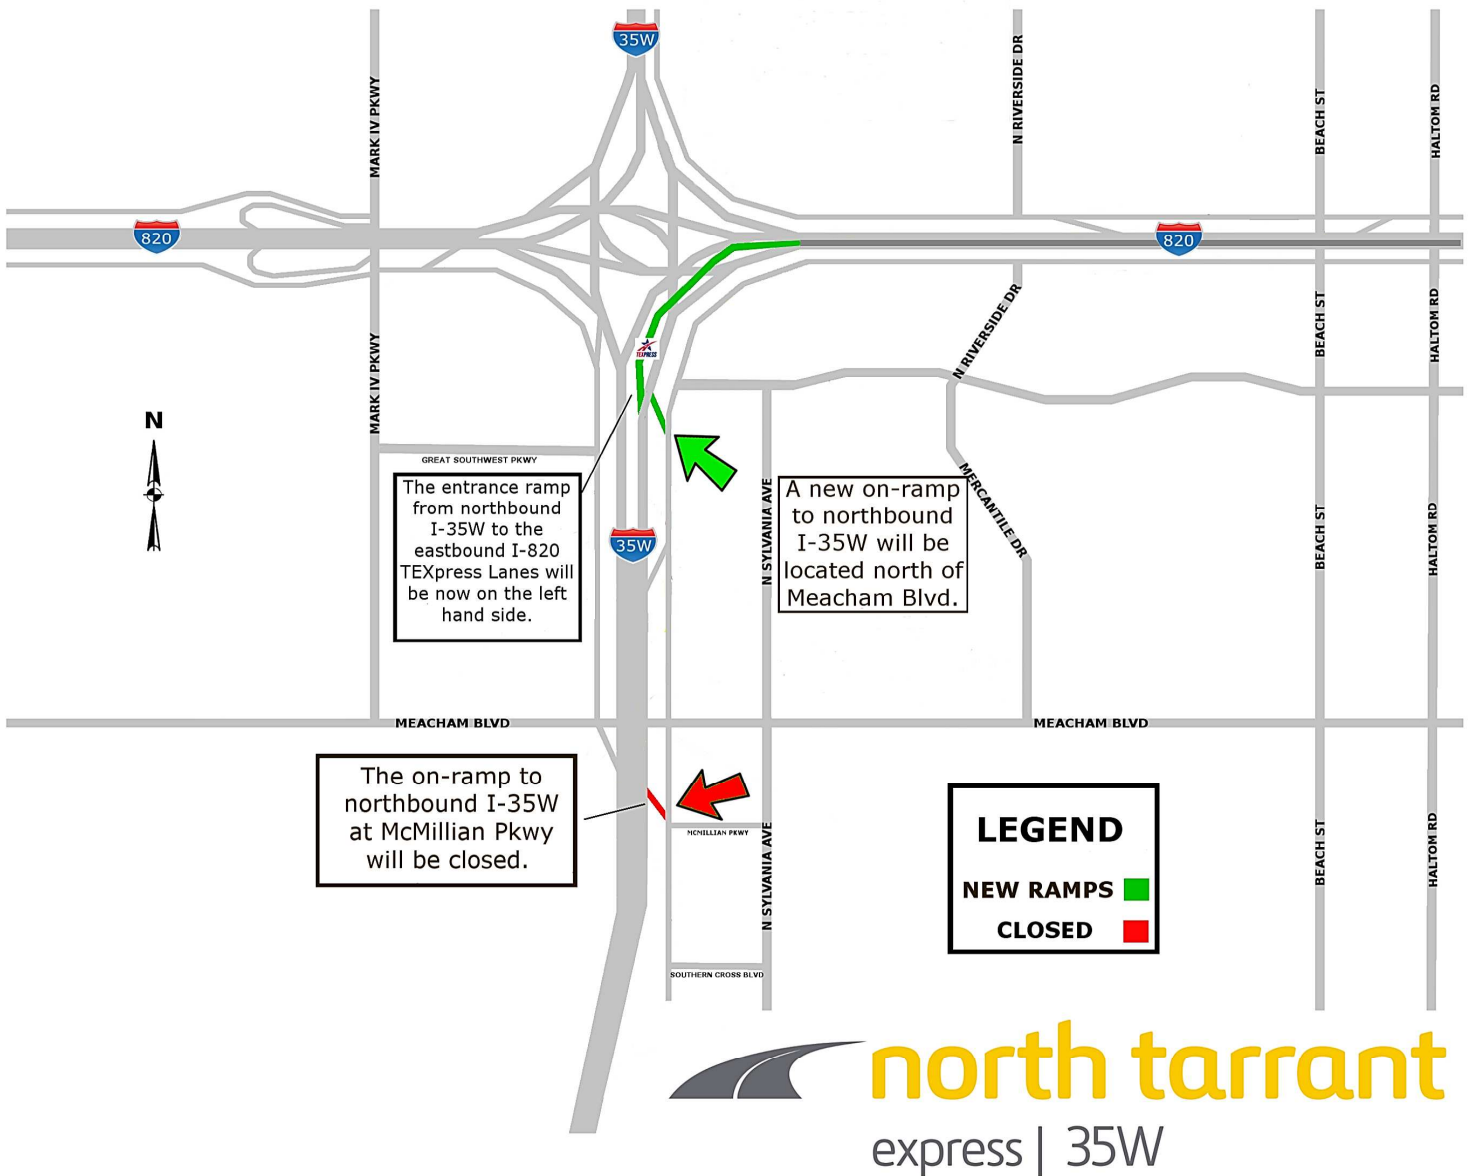 35W
MARK IV PKWY
N RIVERSIDE DR
BEACH ST
HALTOM RD
820
820
N RIVERSIDE DR
BEACH ST
HALTOM RD
MARK IV PKWY
TEXPRESS
N
GREAT SOUTHWEST PKWY
The entrance ramp
from northbound
I-35W to the
eastbound I-820
TEXpress Lanes will
be now on the left
hand side.
35W
N SYLVANIA AVE
A new on-ramp
to northbound
I-35W will be
located north of
Meacham Blvd.
MERCANTILE DR
BEACH ST
HALTOM RD
MEACHAM BLVD
MEACHAM BLVD
The on-ramp to
northbound I-35W
at McMillian Pkwy
will be closed.
MCMILLIAN PKWY
N SYLVANIA AVE
LEGEND
NEW RAMPS
CLOSED
BEACH ST
HALTOM RD
SOUTHERN CROSS BLVD
north tarrant
express | 35W